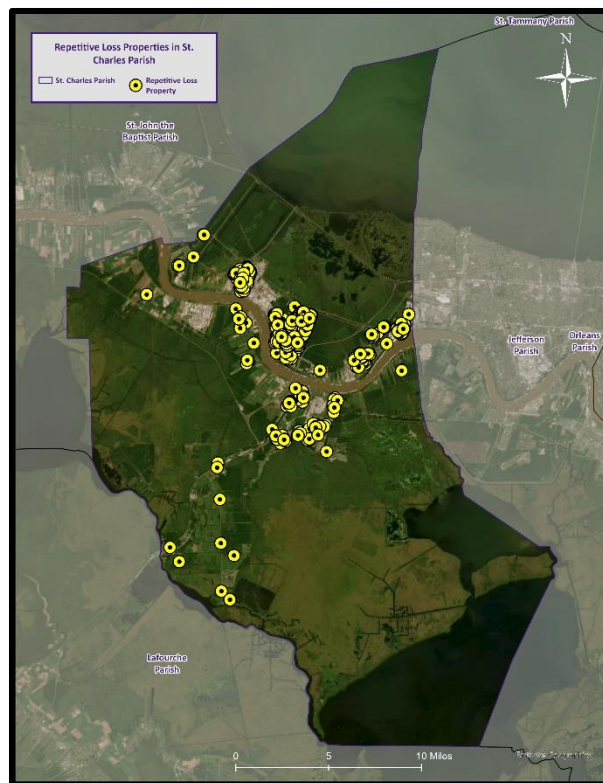 St. Tammany Parish
Repetitive Loss Properties in St.
Charles Parish
St. Charles Parish
Repetitive Loss
Property
N
St. John the
Baptist Parish
Jefferson
Parish
Orleans
Parish
Lafourche
Parish
0 5 10 Miles